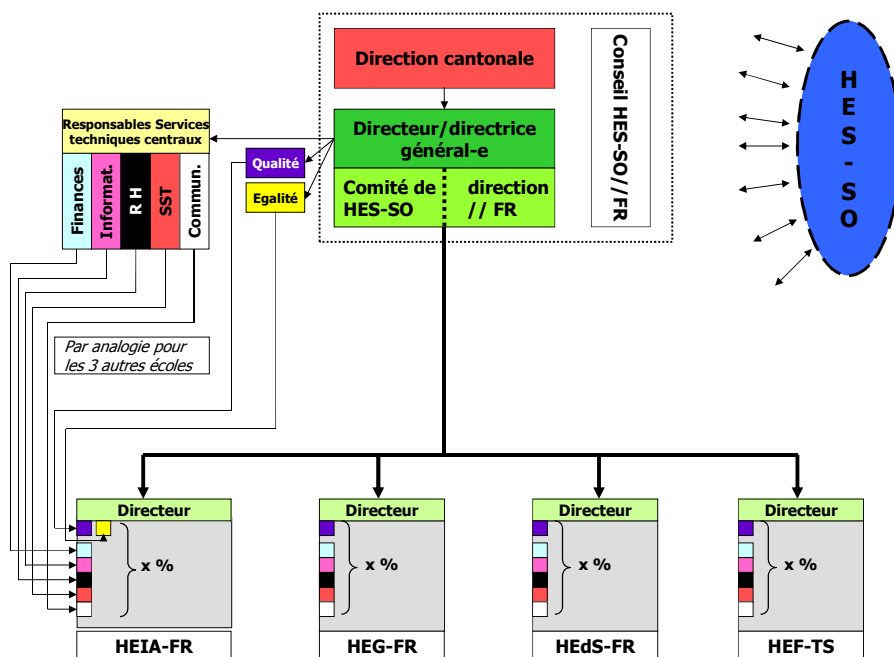 Direction cantonale
Conseil HES-SO// FR
HES-SO
Responsables Services
techniques centraux
Directeur/directrice
général-e
Qualité
Egalité
Comité de direction
HES-SO // FR
Finances
Informat.
R H
SST
Commun.
Par analogie pour
les 3 autres écoles
Directeur
Directeur
Directeur
Directeur
x %
x %
x %
x %
HEIA-FR
HEG-FR
HEdS-FR
HEF-TS